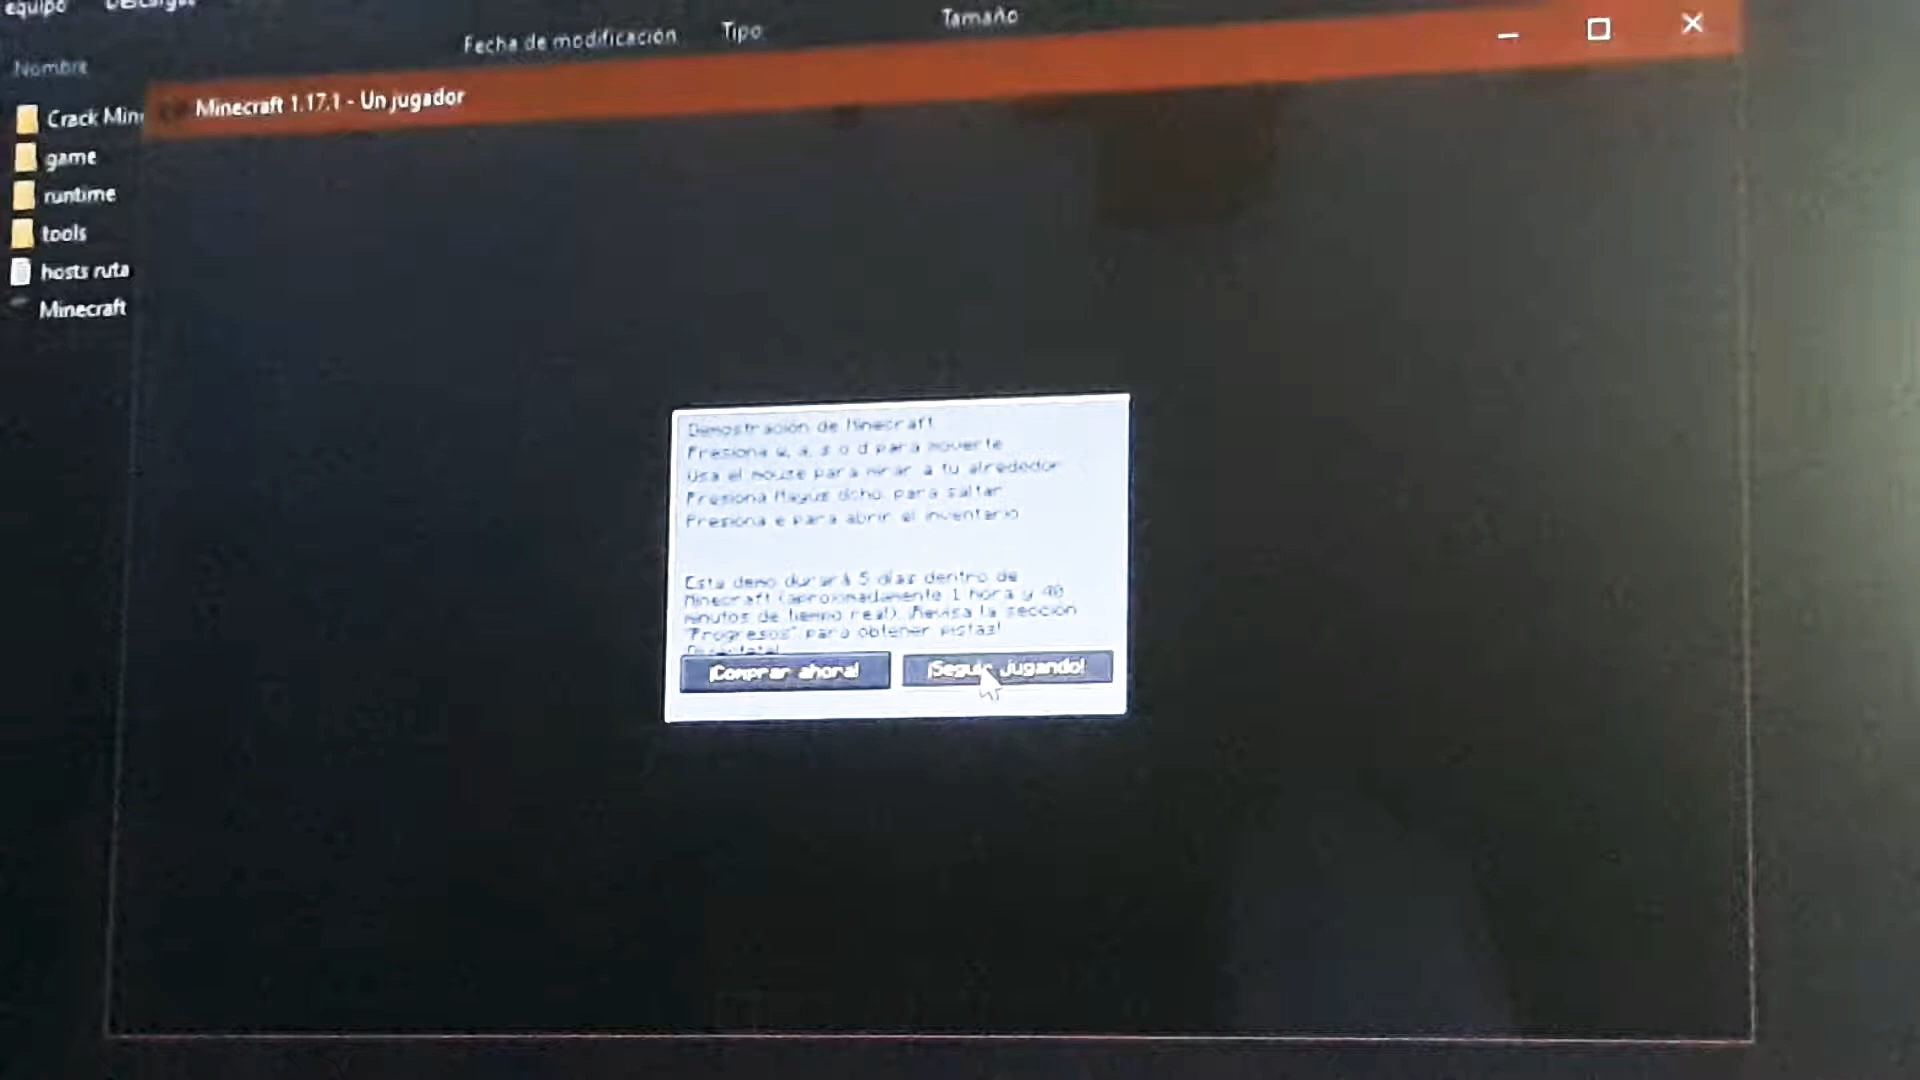 equipo
Descargas
Nombre
Fecha de modificación
Tipo
Tamaño
Minecraft 1.17.1 - Un jugador
Crack Min
game
runtime
tools
hosts ruta
Minecraft
Demostración de Minecraft
Presiona w, a, s o d para moverte
Usa el mouse para mirar a tu alrededor
Presiona Mayús dcho. para saltar
Presiona e para abrir el inventario
Esta demo durará 5 días dentro de
Minecraft (aproximadamente 1 hora y 40
minutos de tiempo real). ¡Revisa la sección
"Progresos" para obtener pistas!
¡Comprar ahora!
¡Seguir jugando!